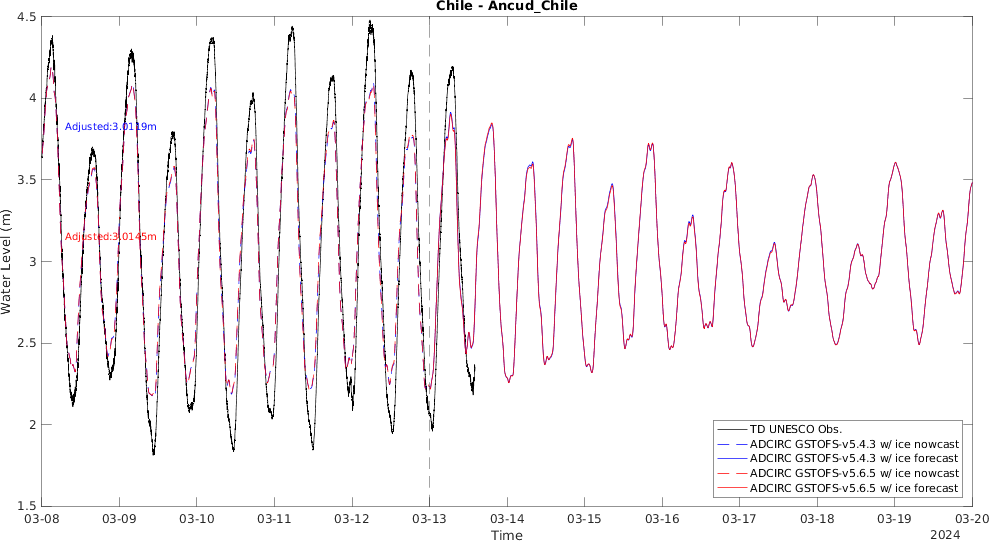 Chile - Ancud_Chile
Water Level (m)
4.5
4
3.5
3
2.5
2
1.5
Adjusted:3.0119m
Adjusted:3.0145m
TD UNESCO Obs.
ADCIRC GSTOFS-v5.4.3 w/ ice nowcast
ADCIRC GSTOFS-v5.4.3 w/ ice forecast
ADCIRC GSTOFS-v5.6.5 w/ ice nowcast
ADCIRC GSTOFS-v5.6.5 w/ ice forecast
03-08 03-09 03-10 03-11 03-12 03-13 03-14 03-15 03-16 03-17 03-18 03-19 03-20
Time
2024